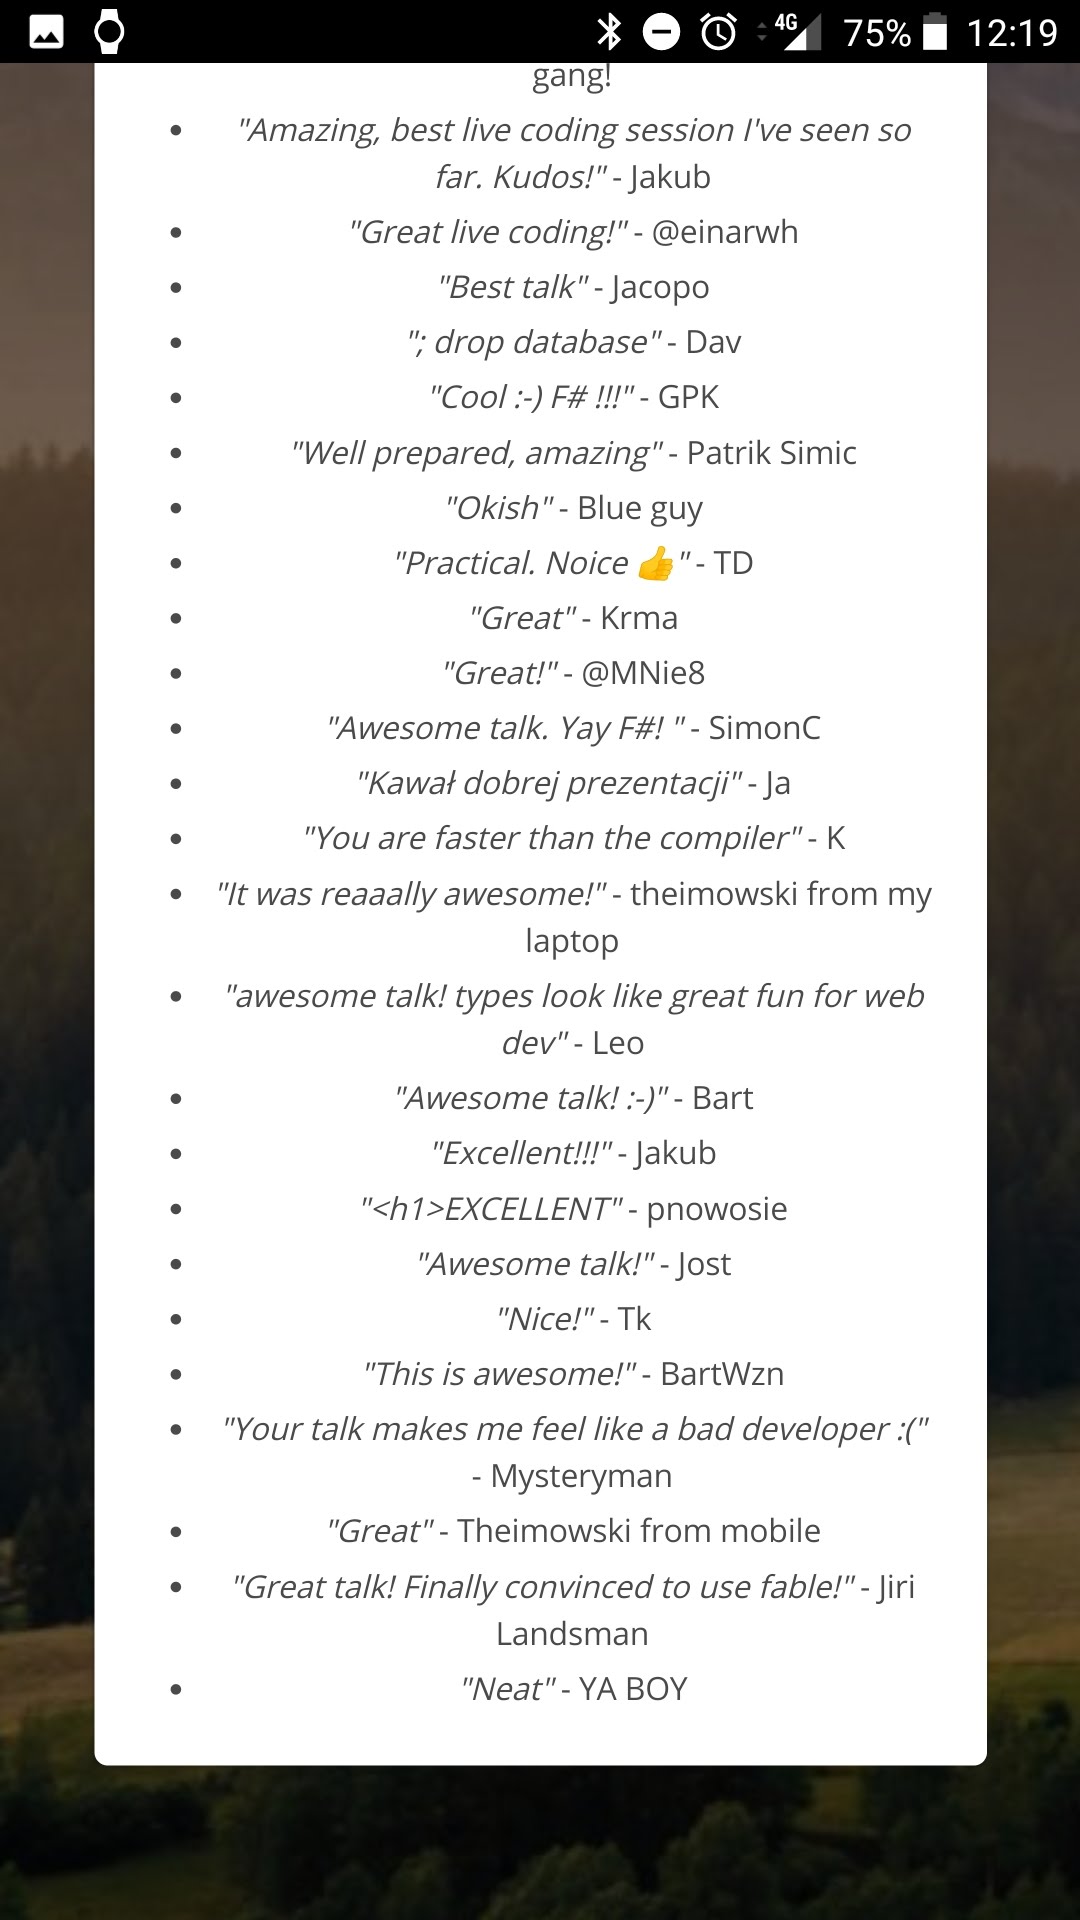 4G 75% 12:19
gang!
"Amazing, best live coding session I've seen so
far. Kudos!" - Jakub
"Great live coding!" - @einarwh
"Best talk" - Jacopo
"; drop database" - Dav
"Cool :-) F# !!!" - GPK
"Well prepared, amazing" - Patrik Simic
"Okish" - Blue guy
"Practical. Noice 👍" - TD
"Great" - Krma
"Great!" - @MNie8
"Awesome talk. Yay F#! " - SimonC
"Kawał dobrej prezentacji" - Ja
"You are faster than the compiler" - K
"It was reaaally awesome!" - theimowski from my
laptop
"awesome talk! types look like great fun for web
dev" - Leo
"Awesome talk! :-)" - Bart
"Excellent!!!" - Jakub
"<h1>EXCELLENT" - pnowosie
"Awesome talk!" - Jost
"Nice!" - Tk
"This is awesome!" - BartWzn
"Your talk makes me feel like a bad developer :("
- Mysteryman
"Great" - Theimowski from mobile
"Great talk! Finally convinced to use fable!" - Jiri
Landsman
"Neat" - YA BOY